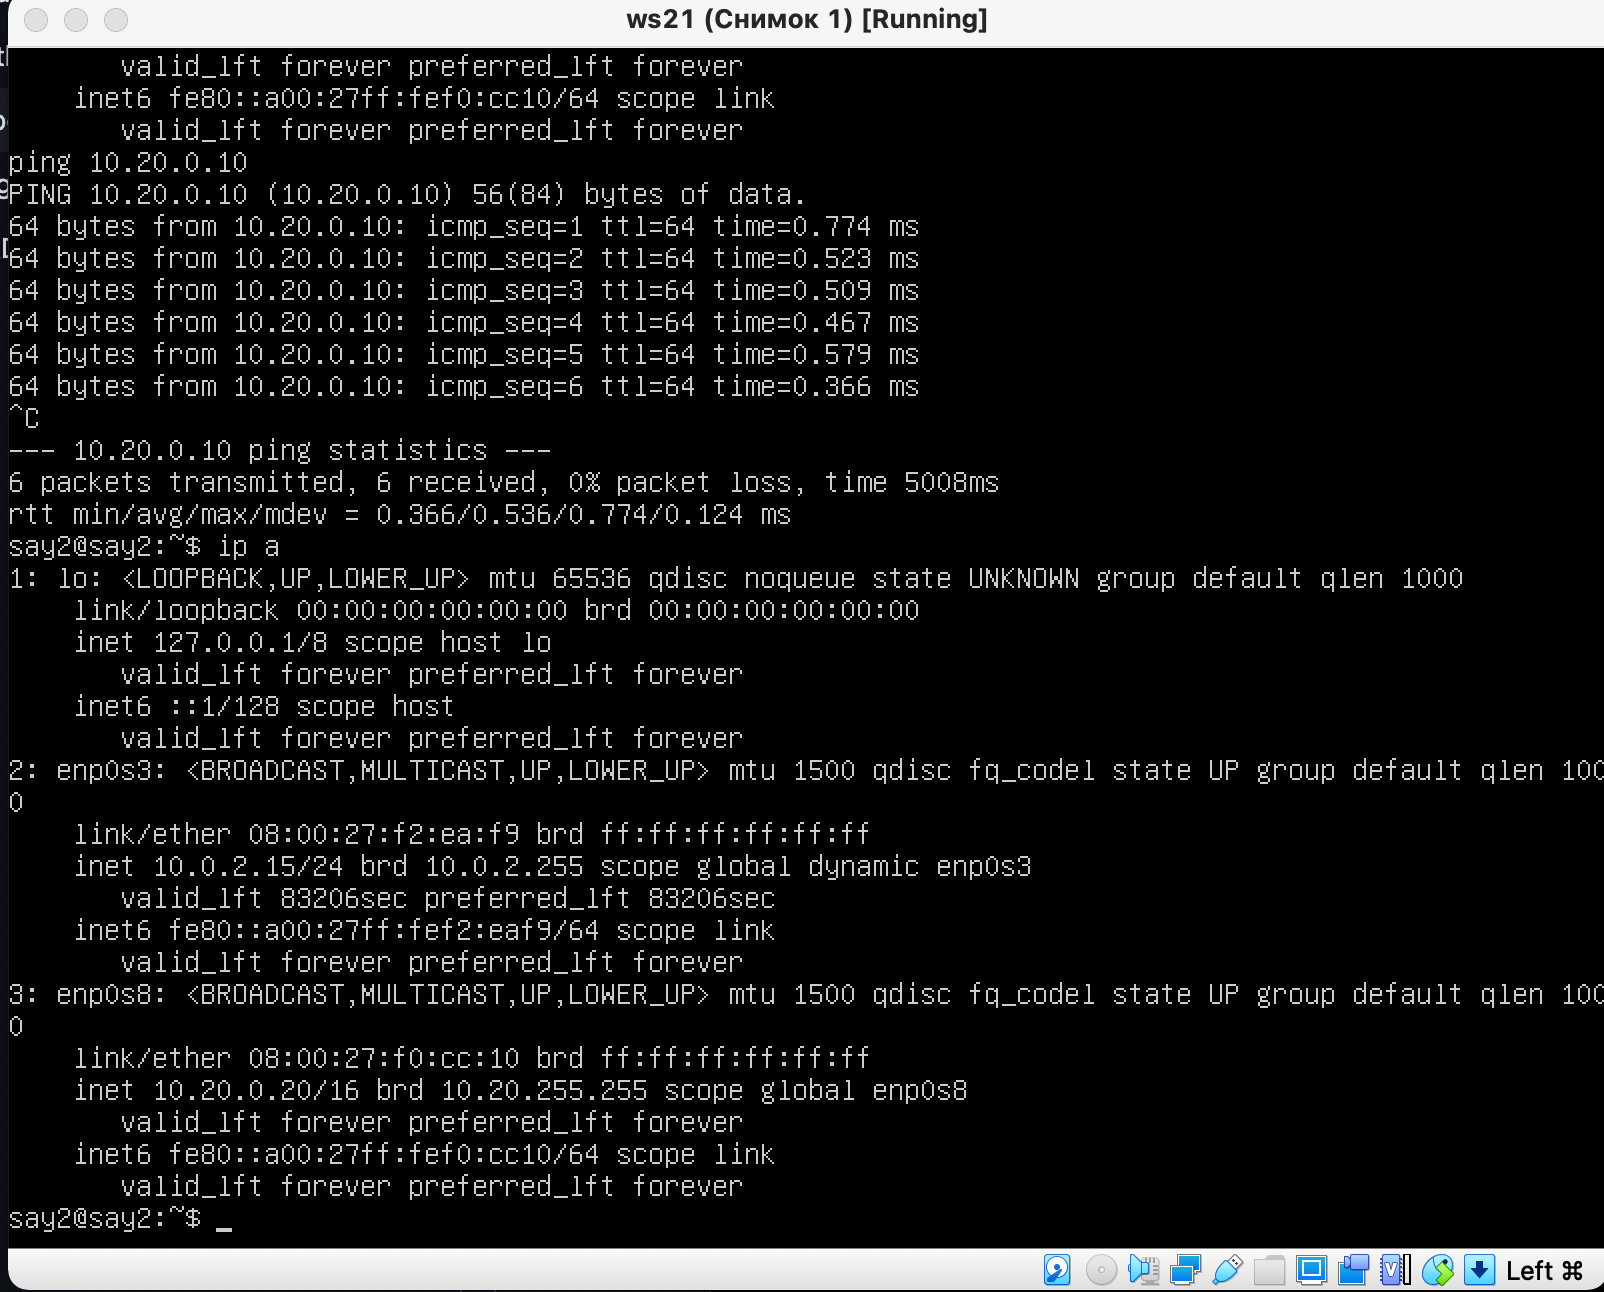 ws21 (Снимок 1) [Running]
valid_lft forever preferred_lft forever
inet6 fe80::a00:27ff:fef0:cc10/64 scope link
valid_lft forever preferred_lft forever
ping 10.20.0.10
PING 10.20.0.10 (10.20.0.10) 56(84) bytes of data.
64 bytes from 10.20.0.10: icmp_seq=1 ttl=64 time=0.774 ms
64 bytes from 10.20.0.10: icmp_seq=2 ttl=64 time=0.523 ms
64 bytes from 10.20.0.10: icmp_seq=3 ttl=64 time=0.509 ms
64 bytes from 10.20.0.10: icmp_seq=4 ttl=64 time=0.467 ms
64 bytes from 10.20.0.10: icmp_seq=5 ttl=64 time=0.579 ms
64 bytes from 10.20.0.10: icmp_seq=6 ttl=64 time=0.366 ms
^C
--- 10.20.0.10 ping statistics ---
6 packets transmitted, 6 received, 0% packet loss, time 5008ms
rtt min/avg/max/mdev = 0.366/0.536/0.774/0.124 ms
say2@say2:~$ ip a
1: lo: <LOOPBACK,UP,LOWER_UP> mtu 65536 qdisc noqueue state UNKNOWN group default qlen 1000
link/loopback 00:00:00:00:00:00 brd 00:00:00:00:00:00
inet 127.0.0.1/8 scope host lo
valid_lft forever preferred_lft forever
inet6 ::1/128 scope host
valid_lft forever preferred_lft forever
2: enp0s3: <BROADCAST,MULTICAST,UP,LOWER_UP> mtu 1500 qdisc fq_codel state UP group default qlen 100
0
link/ether 08:00:27:f2:ea:f9 brd ff:ff:ff:ff:ff:ff
inet 10.0.2.15/24 brd 10.0.2.255 scope global dynamic enp0s3
valid_lft 83206sec preferred_lft 83206sec
inet6 fe80::a00:27ff:fef2:eaf9/64 scope link
valid_lft forever preferred_lft forever
3: enp0s8: <BROADCAST,MULTICAST,UP,LOWER_UP> mtu 1500 qdisc fq_codel state UP group default qlen 100
0
link/ether 08:00:27:f0:cc:10 brd ff:ff:ff:ff:ff:ff
inet 10.20.0.20/16 brd 10.20.255.255 scope global enp0s8
valid_lft forever preferred_lft forever
inet6 fe80::a00:27ff:fef0:cc10/64 scope link
valid_lft forever preferred_lft forever
say2@say2:~$ _
Left ⌘